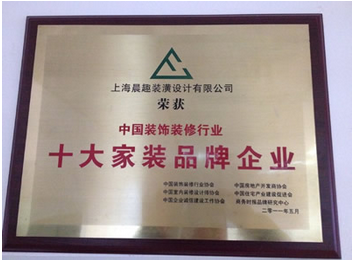 上海晨趣装潢设计有限公司
荣获
中国装饰装修行业
十大家装品牌企业
中国装饰装修行业协会 中国房地产开发商协会
中国室内装修设计师协会 中国住宅产业建设促进会
中国企业诚信建设工作协会 商务时报品牌研究中心
二零一一年五月